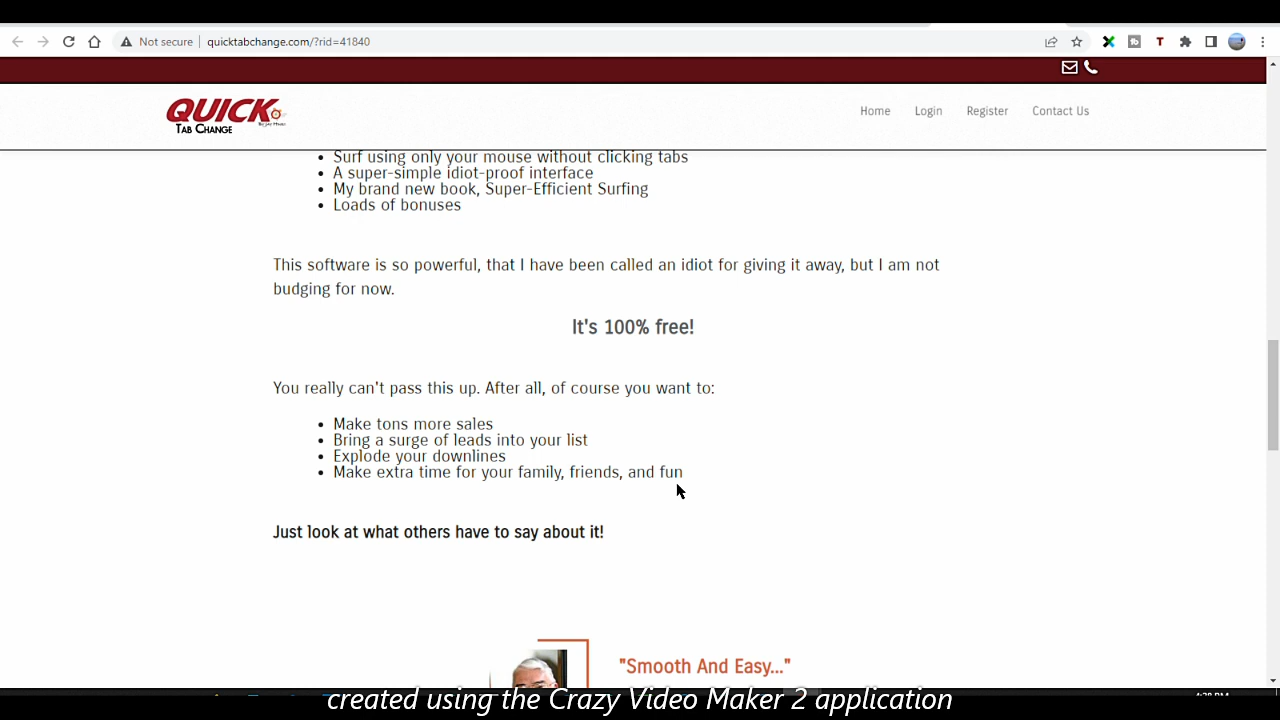 Not secure
quicktabchange.com/?rid=41840
T
QUICK
TAB CHANGE
Home Login Register Contact Us
Surf using only your mouse without clicking tabs
A super-simple idiot-proof interface
My brand new book, Super-Efficient Surfing
Loads of bonuses
This software is so powerful, that I have been called an idiot for giving it away, but I am not
budging for now.
It's 100% free!
You really can't pass this up. After all, of course you want to:
Make tons more sales
Bring a surge of leads into your list
Explode your downlines
Make extra time for your family, friends, and fun
Just look at what others have to say about it!
"Smooth And Easy..."
created using the Crazy Video Maker 2 application